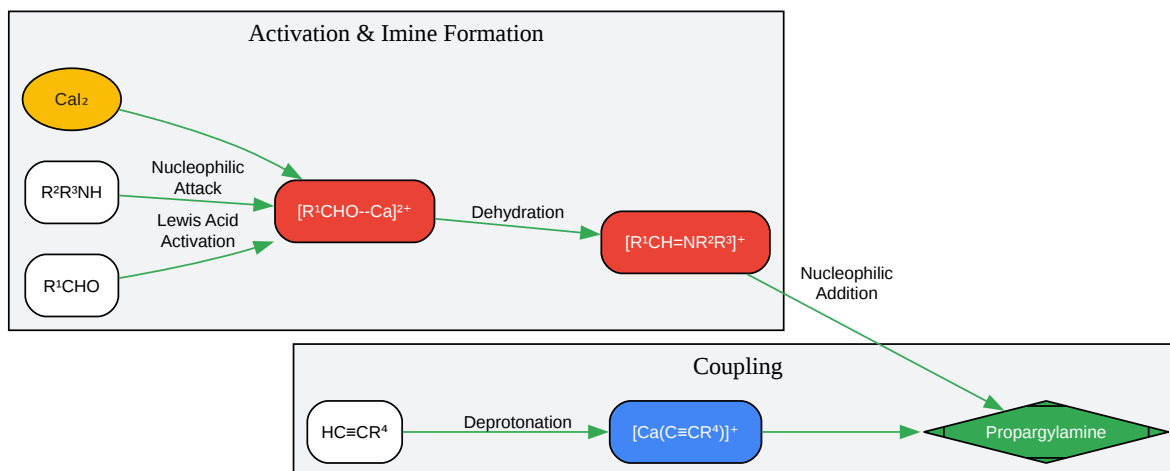 Activation & Imine Formation
CaI₂
R²R³NH
Nucleophilic
Attack
Lewis Acid
Activation
R¹CHO
[R¹CHO--Ca]²⁺
Dehydration
[R¹CH=NR²R³]⁺
Nucleophilic
Addition
Coupling
HC≡CR⁴
Deprotonation
[Ca(C≡CR⁴)]⁺
Propargylamine